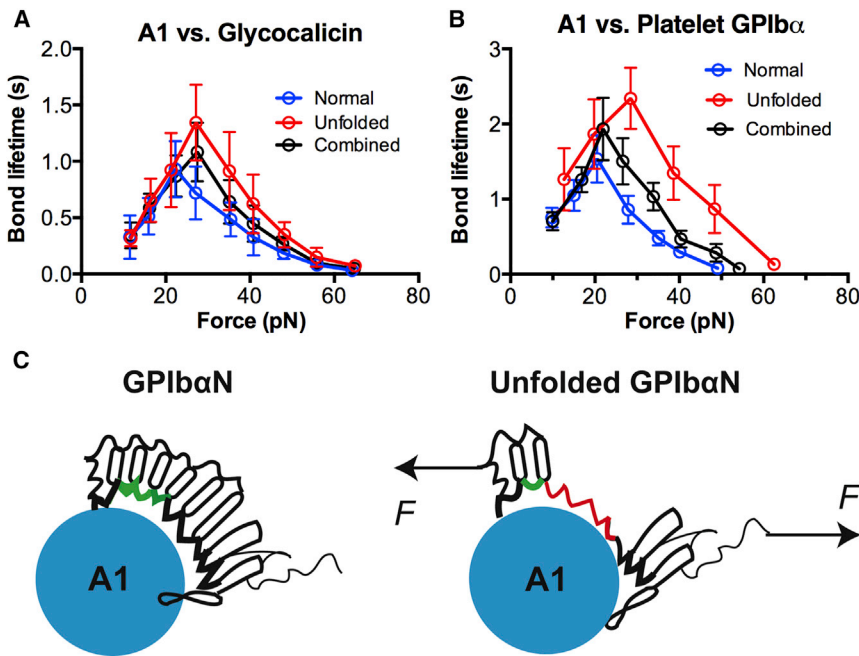 A
A1 vs. Glycocalicin
Bond lifetime (s)
2.0
1.5
1.0
0.5
0.0
Normal
Unfolded
Combined
0 20 40 60 80
Force (pN)
B
A1 vs. Platelet GPIbα
Bond lifetime (s)
3
2
1
0
Normal
Unfolded
Combined
0 20 40 60 80
Force (pN)
C
GPIbαN
A1
Unfolded GPIbαN
F
F
A1